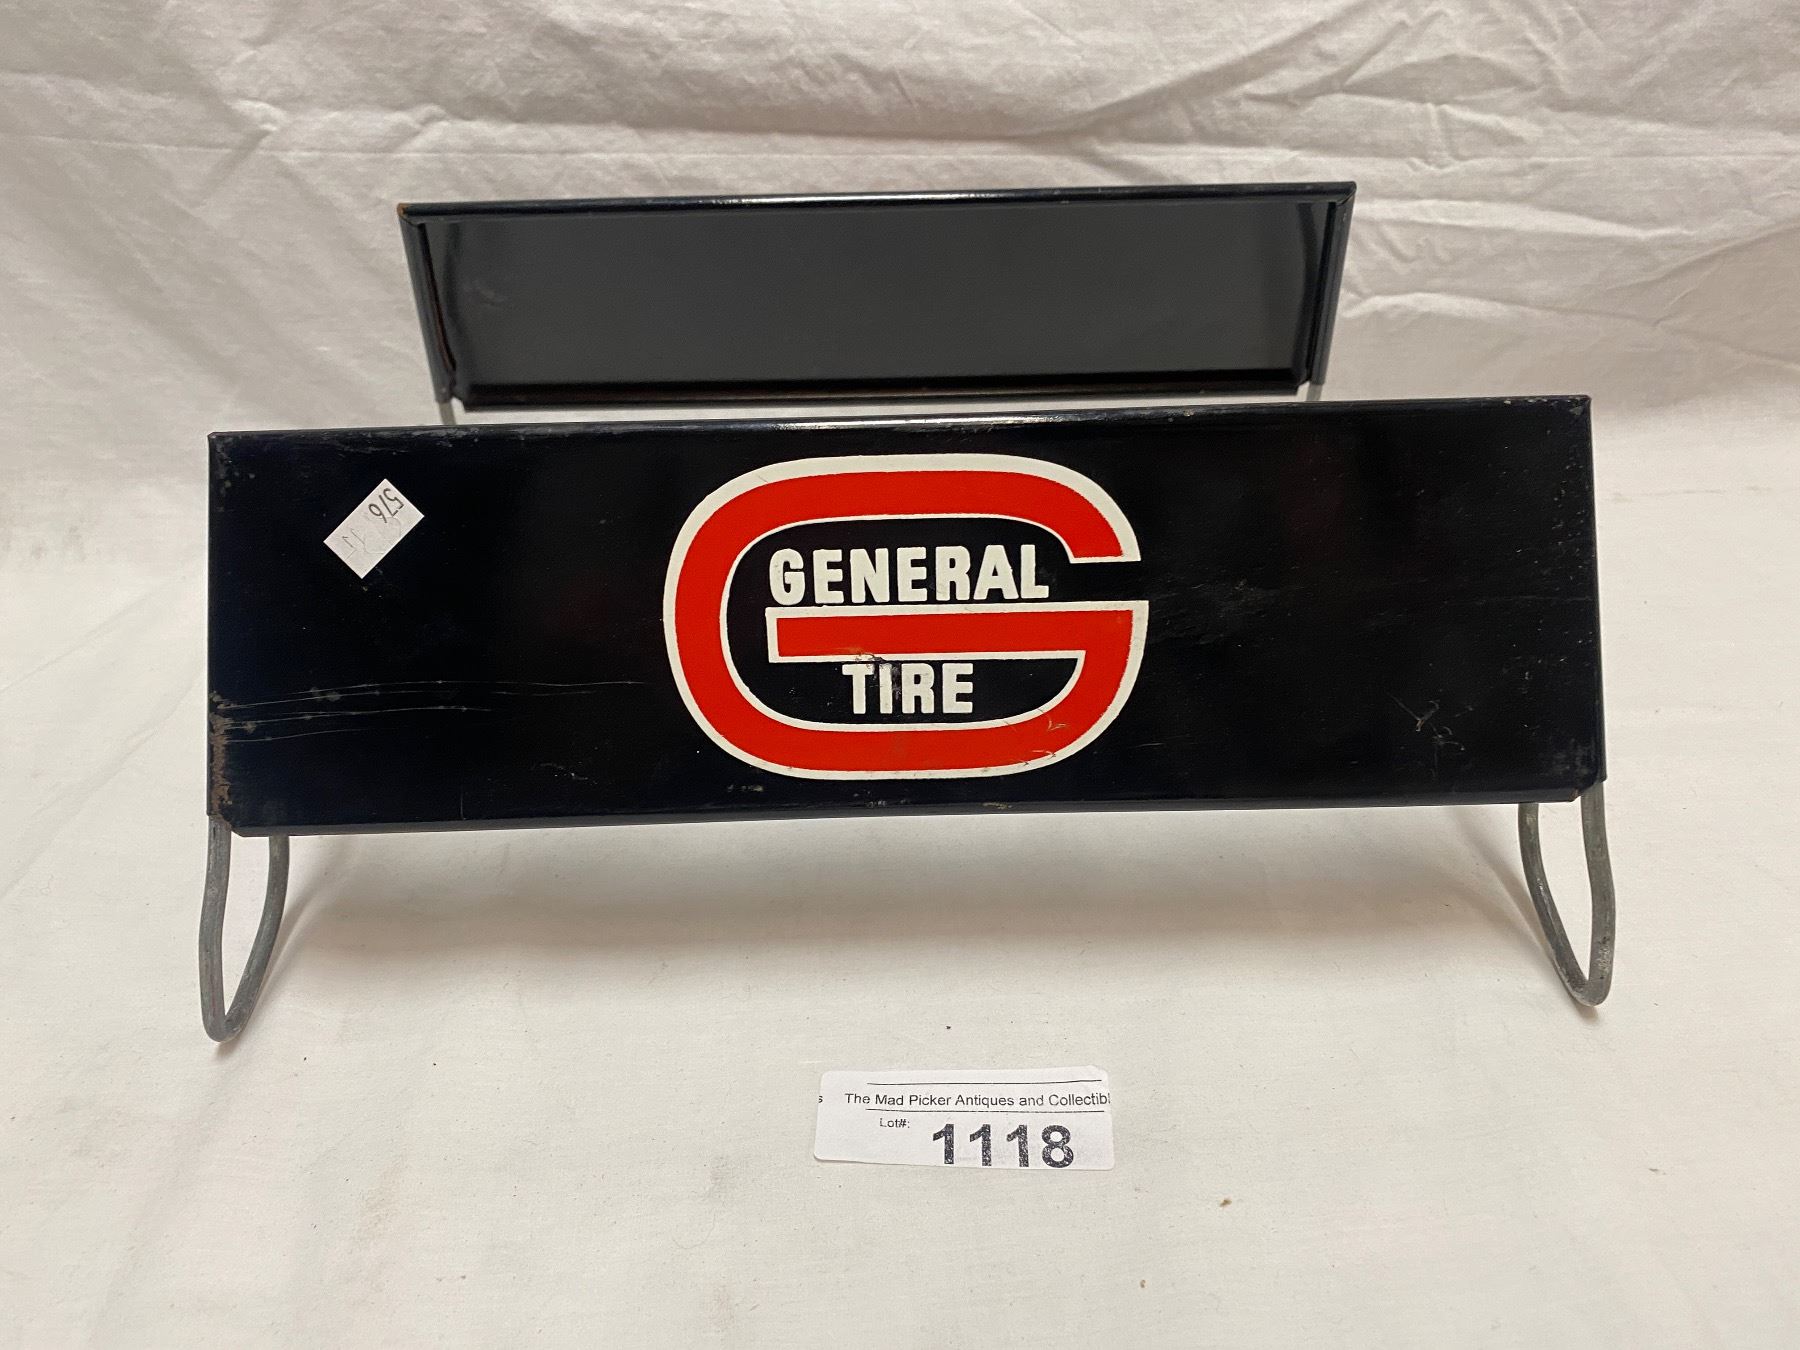 576
GENERAL
TIRE
s The Mad Picker Antiques and Collectibl
Lot#:
1118